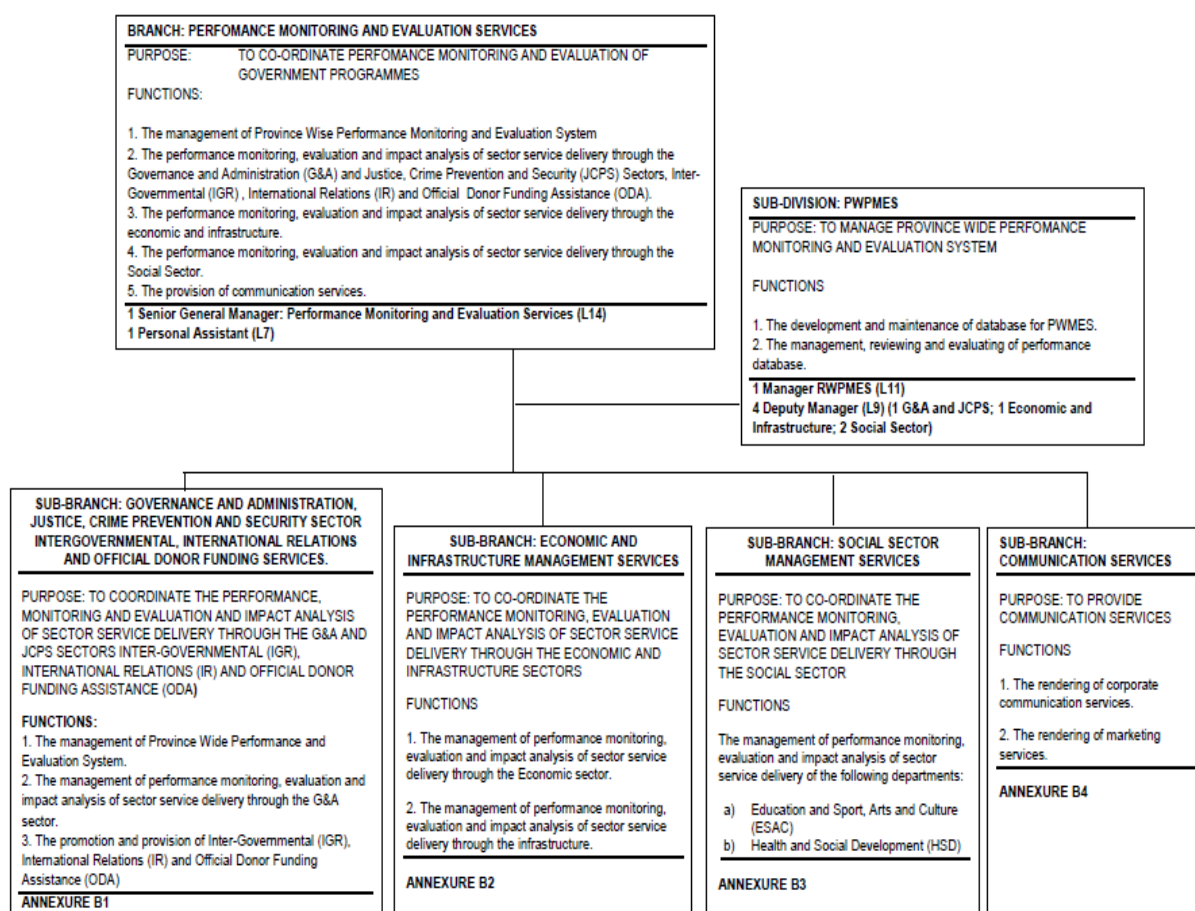 BRANCH: PERFOMANCE MONITORING AND EVALUATION SERVICES
PURPOSE: TO CO-ORDINATE PERFOMANCE MONITORING AND EVALUATION OF
GOVERNMENT PROGRAMMES
FUNCTIONS:
1. The management of Province Wise Performance Monitoring and Evaluation System
2. The performance monitoring, evaluation and impact analysis of sector service delivery through the
Governance and Administration (G&A) and Justice, Crime Prevention and Security (JCPS) Sectors, Inter-
Governmental (IGR) , International Relations (IR) and Official Donor Funding Assistance (ODA).
3. The performance monitoring, evaluation and impact analysis of sector service delivery through the
economic and infrastructure.
4. The performance monitoring, evaluation and impact analysis of sector service delivery through the
Social Sector.
5. The provision of communication services.
1 Senior General Manager: Performance Monitoring and Evaluation Services (L14)
1 Personal Assistant (L7)
SUB-DIVISION: PWPMES
PURPOSE: TO MANAGE PROVINCE WIDE PERFOMANCE
MONITORING AND EVALUATION SYSTEM
FUNCTIONS
1. The development and maintenance of database for PWMES.
2. The management, reviewing and evaluating of performance
database.
1 Manager RWPMES (L11)
4 Deputy Manager (L9) (1 G&A and JCPS; 1 Economic and
Infrastructure; 2 Social Sector)
SUB-BRANCH: GOVERNANCE AND ADMINISTRATION,
JUSTICE, CRIME PREVENTION AND SECURITY SECTOR
INTERGOVERNMENTAL, INTERNATIONAL RELATIONS
AND OFFICIAL DONOR FUNDING SERVICES.
PURPOSE: TO COORDINATE THE PERFORMANCE,
MONITORING AND EVALUATION AND IMPACT ANALYSIS
OF SECTOR SERVICE DELIVERY THROUGH THE G&A AND
JCPS SECTORS INTER-GOVERNMENTAL (IGR),
INTERNATIONAL RELATIONS (IR) AND OFFICIAL DONOR
FUNDING ASSISTANCE (ODA)
FUNCTIONS:
1. The management of Province Wide Performance and
Evaluation System.
2. The management of performance monitoring, evaluation and
impact analysis of sector service delivery through the G&A
sector.
3. The promotion and provision of Inter-Governmental (IGR),
International Relations (IR) and Official Donor Funding
Assistance (ODA)
ANNEXURE B1
SUB-BRANCH: ECONOMIC AND
INFRASTRUCTURE MANAGEMENT SERVICES
PURPOSE: TO CO-ORDINATE THE
PERFORMANCE MONITORING, EVALUATION
AND IMPACT ANALYSIS OF SECTOR SERVICE
DELIVERY THROUGH THE ECONOMIC AND
INFRASTRUCTURE SECTORS
FUNCTIONS
1. The management of performance monitoring,
evaluation and impact analysis of sector service
delivery through the Economic sector.
2. The management of performance monitoring,
evaluation and impact analysis of sector service
delivery through the infrastructure.
ANNEXURE B2
SUB-BRANCH: SOCIAL SECTOR
MANAGEMENT SERVICES
PURPOSE: TO CO-ORDINATE THE
PERFORMANCE MONITORING,
EVALUATION AND IMPACT ANALYSIS OF
SECTOR SERVICE DELIVERY THROUGH
THE SOCIAL SECTOR
FUNCTIONS
The management of performance monitoring,
evaluation and impact analysis of sector
service delivery of the following departments:
a) Education and Sport, Arts and Culture
(ESAC)
b) Health and Social Development (HSD)
ANNEXURE B3
SUB-BRANCH:
COMMUNICATION SERVICES
PURPOSE: TO PROVIDE
COMMUNICATION SERVICES
FUNCTIONS
1. The rendering of corporate
communication services.
2. The rendering of marketing
services.
ANNEXURE B4